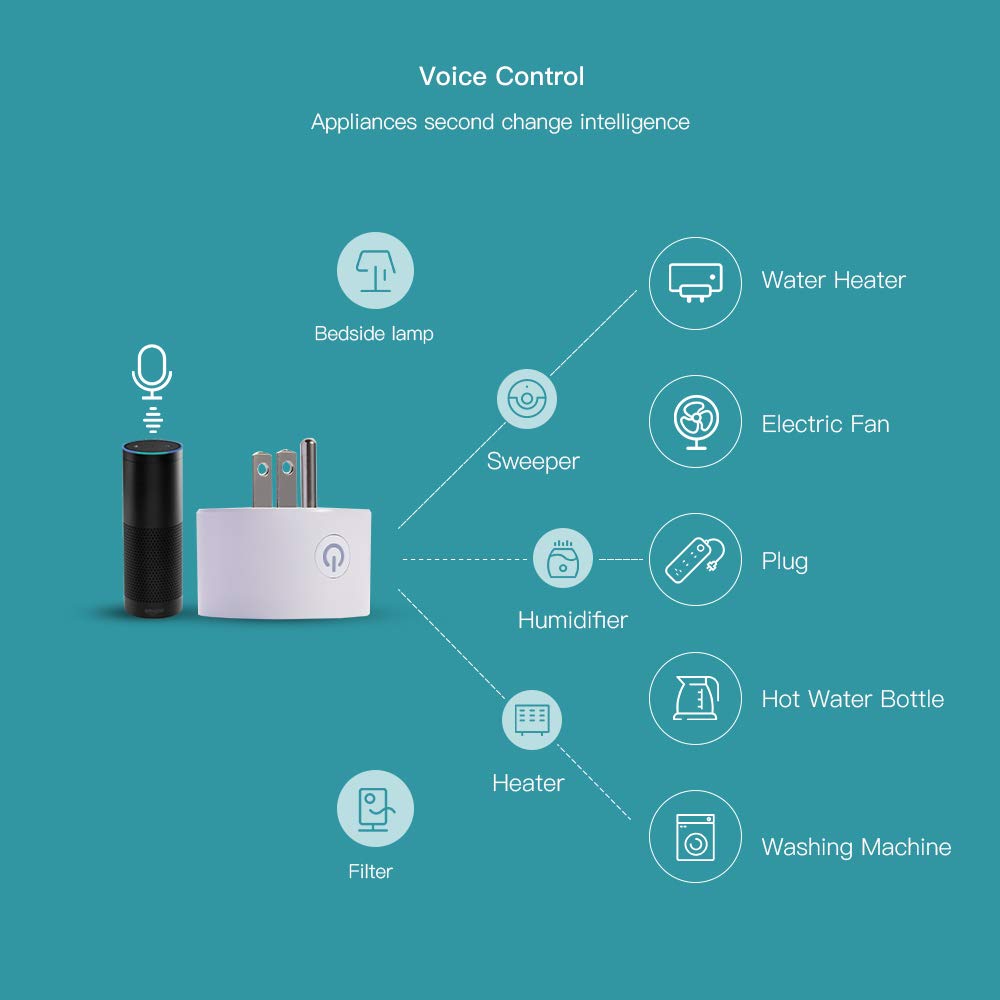 Voice Control
Appliances second change intelligence
Bedside lamp
Water Heater
Sweeper
Electric Fan
Humidifier
Plug
Heater
Hot Water Bottle
Filter
Washing Machine